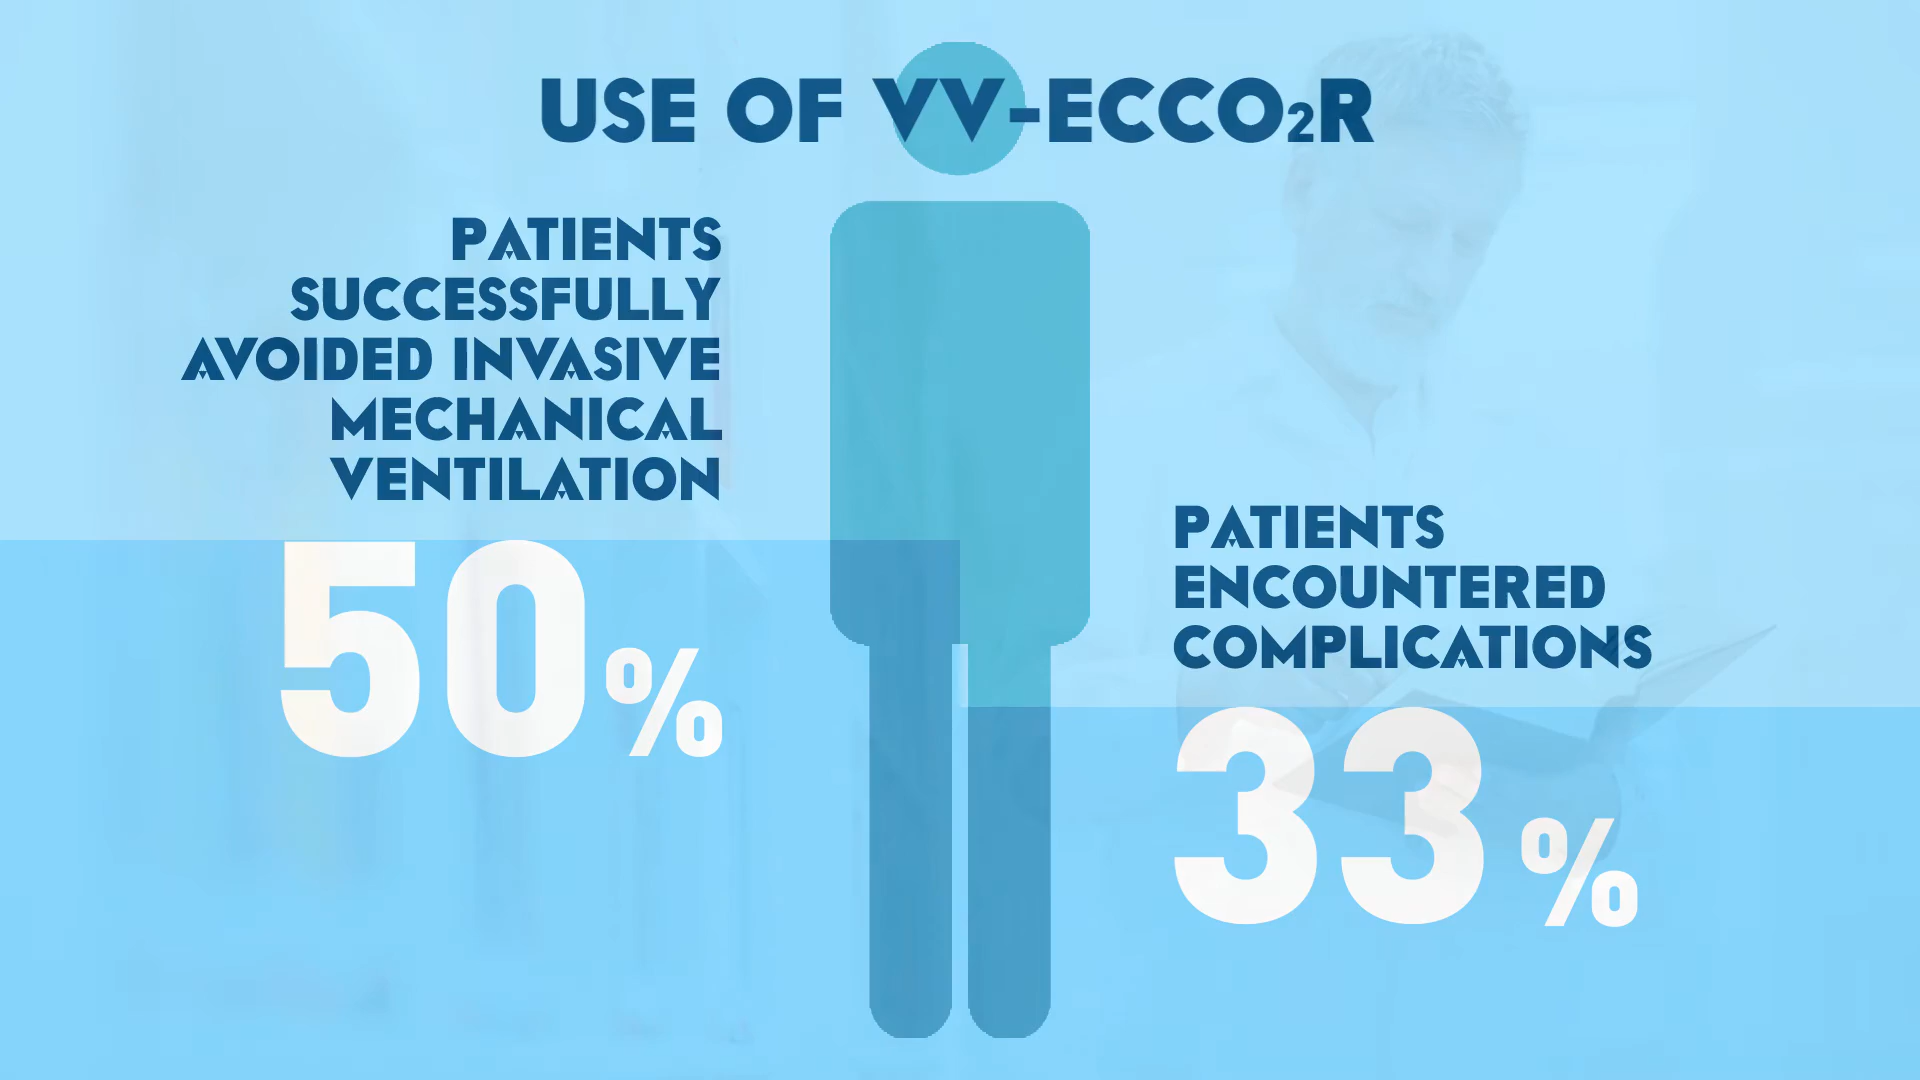 USE OF VV-ECCO₂R
PATIENTS
SUCCESSFULLY
AVOIDED INVASIVE
MECHANICAL
VENTILATION
50%
PATIENTS
ENCOUNTERED
COMPLICATIONS
33%